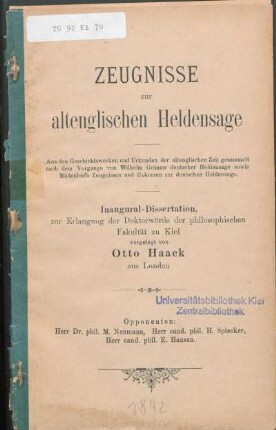 TU 92 K1 79
ZEUGNISSE
zur
altenglischen Heldensage
Aus den Geschichtswerken und Urkunden der altenglischen Zeit gesammelt
nach dem Vorgange von Wilhelm Grimms deutscher Heldensage sowie
Müllenhoffs Zeugnissen und Exkursen zur deutschen Heldensage.
Inaugural-Dissertation,
zur Erlangung der Doktorwürde der philosophischen
Fakultät zu Kiel
vorgelegt von
Otto Haack
aus London
Universitätsbibliothek Kiel
Zentralbibliothek
Opponenten:
Herr Dr. phil. M. Neumann, Herr cand. phil. H. Spiecker,
Herr cand. phil. E. Hansen.
1892